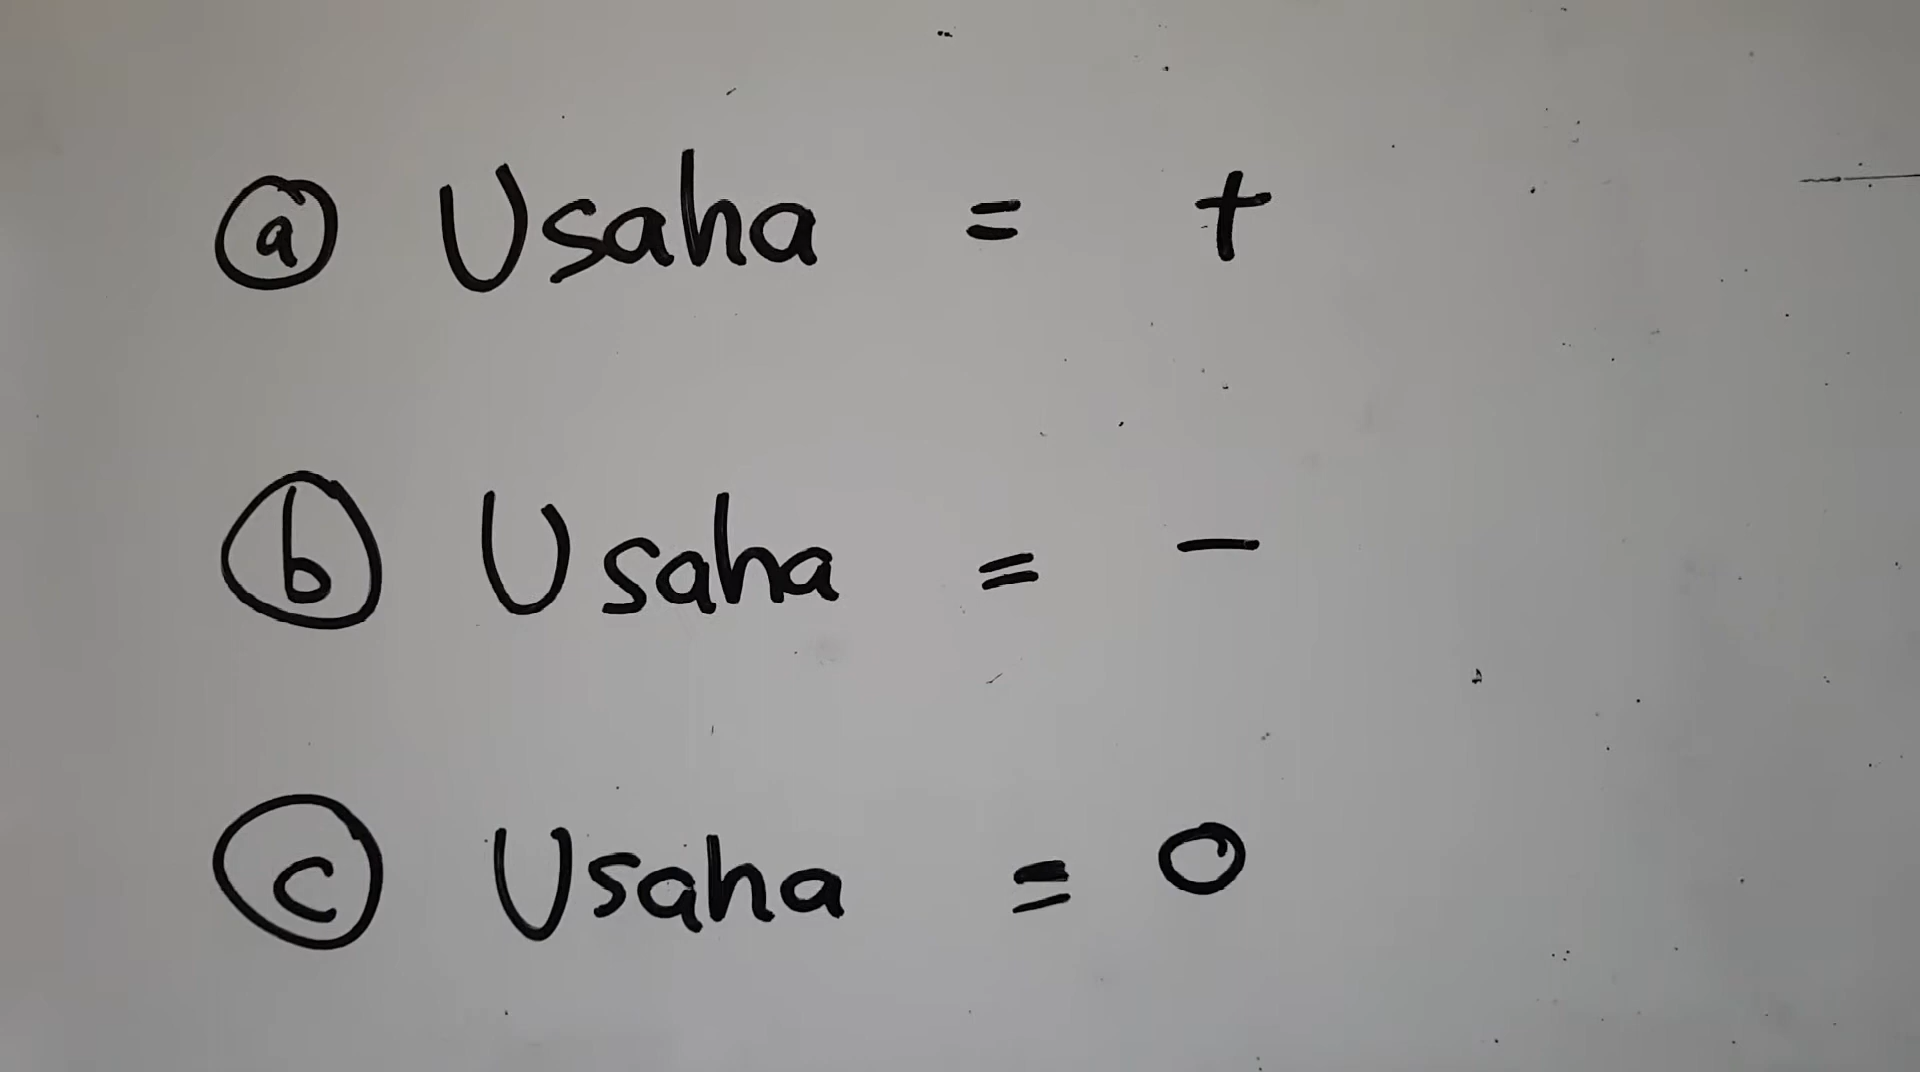 a Usaha = +
b Usaha = -
c Usaha = 0